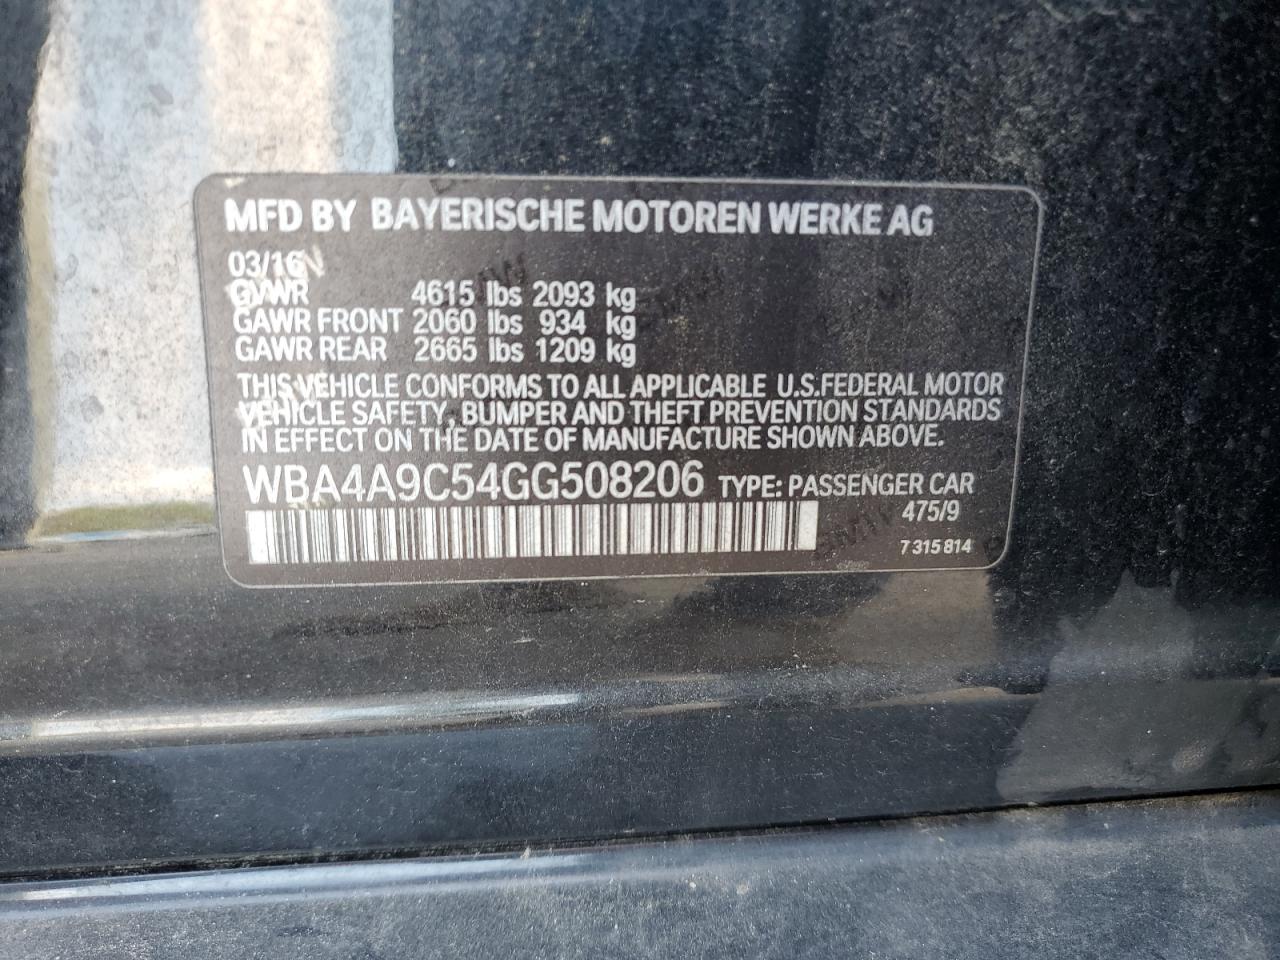 MFD BY BAYERISCHE MOTOREN WERKE AG
03/16
GVWR 4615 lbs 2093 kg
GAWR FRONT 2060 lbs 934 kg
GAWR REAR 2665 lbs 1209 kg
THIS VEHICLE CONFORMS TO ALL APPLICABLE U.S.FEDERAL MOTOR
VEHICLE SAFETY, BUMPER AND THEFT PREVENTION STANDARDS
IN EFFECT ON THE DATE OF MANUFACTURE SHOWN ABOVE.
WBA4A9C54GG508206 TYPE: PASSENGER CAR
475/9
7 315 814